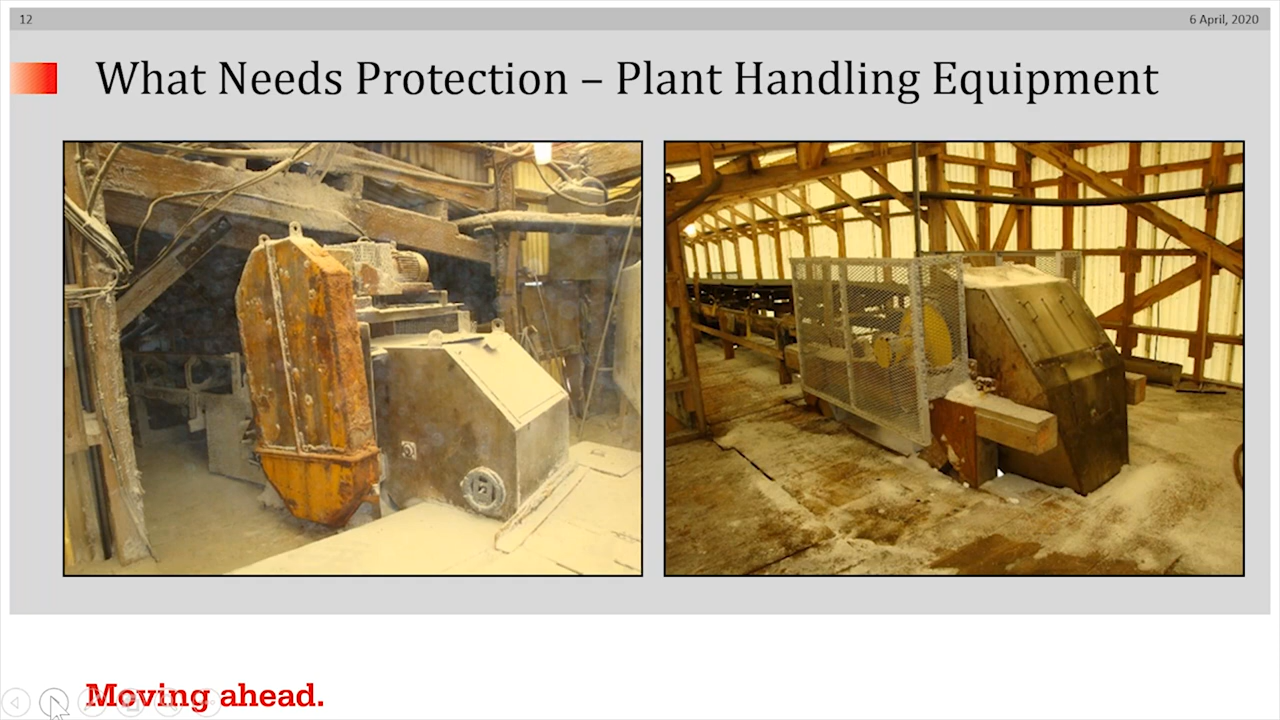 12
6 April, 2020
What Needs Protection – Plant Handling Equipment
Moving ahead.